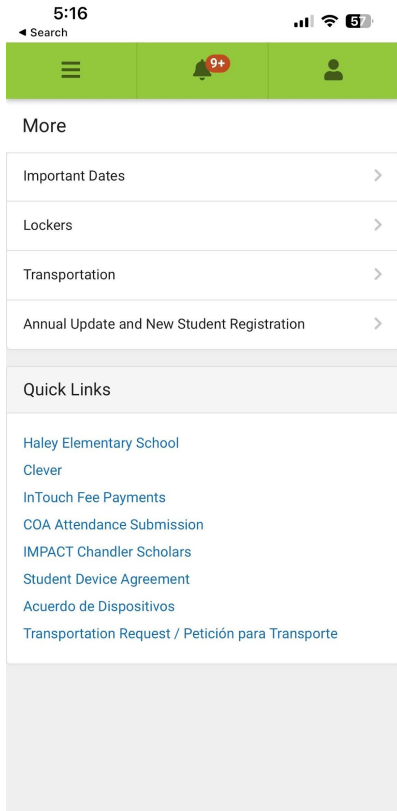 5:16
57
◄ Search
9+
More
Important Dates
Lockers
Transportation
Annual Update and New Student Registration
Quick Links
Haley Elementary School
Clever
InTouch Fee Payments
COA Attendance Submission
IMPACT Chandler Scholars
Student Device Agreement
Acuerdo de Dispositivos
Transportation Request / Petición para Transporte